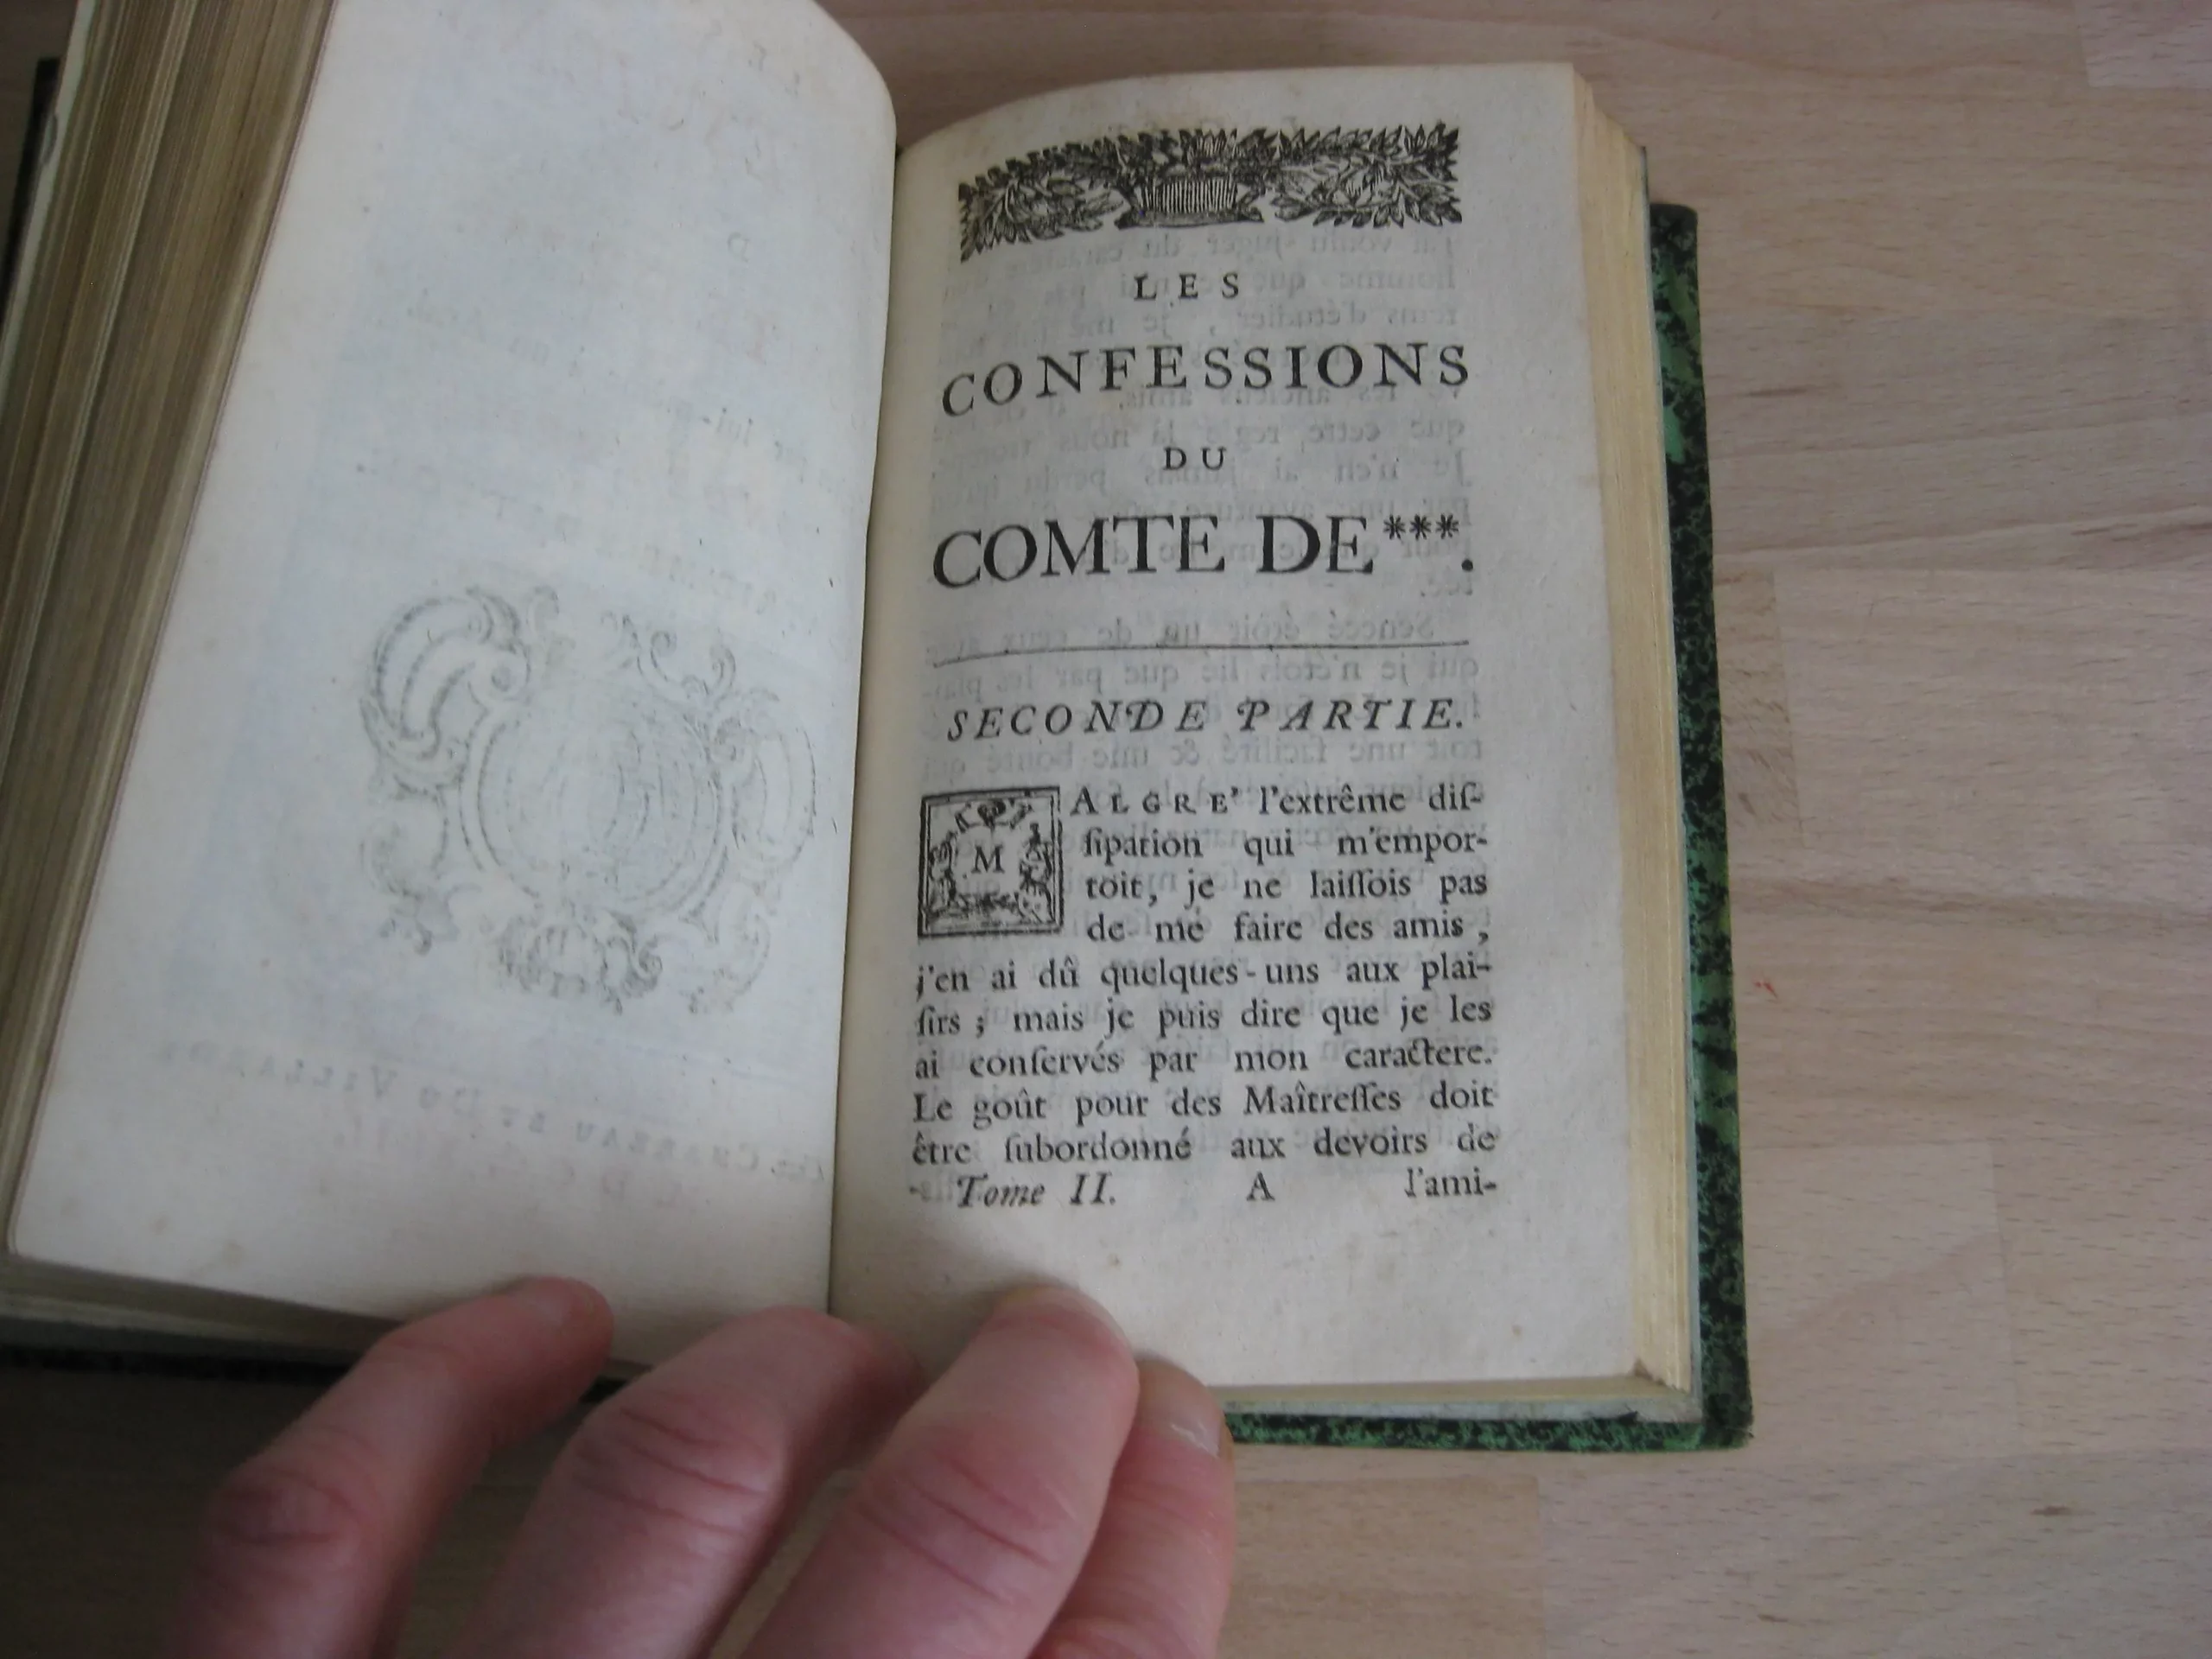 LES
CONFESSIONS
DU
COMTE DE***.
SECONDE PARTIE.
MALGRE' l'extrême diſ-
ſipation qui m'empor-
toit, je ne laiſſois pas
de me faire des amis,
j'en ai dû quelques-uns aux plai-
ſirs; mais je puis dire que je les
ai conſervés par mon caractere.
Le goût pour des Maîtreſſes doit
être ſubordonné aux devoirs de
Tome II. A l'ami-